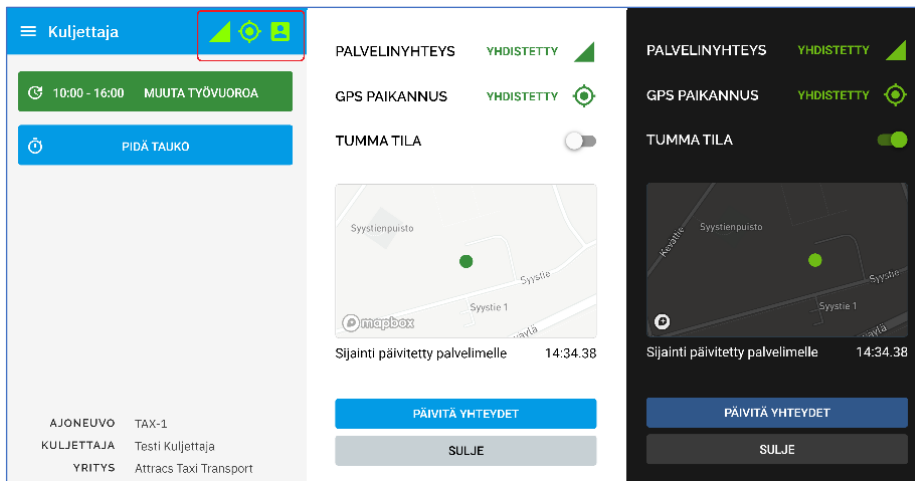 Kuljettaja
10:00 - 16:00 MUUTA TYÖVUOROA
PIDÄ TAUKO
AJONEUVO TAX-1
KULJETTAJA Testi Kuljettaja
YRITYS Attracs Taxi Transport
PALVELINYHTEYS YHDISTETTY
GPS PAIKANNUS YHDISTETTY
TUMMA TILA
Syystienpuisto
Syystie
Syystie 1
mapbox
Sijainti päivitetty palvelimelle 14:34.38
PÄIVITÄ YHTEYDET
SULJE
PALVELINYHTEYS YHDISTETTY
GPS PAIKANNUS YHDISTETTY
TUMMA TILA
Syystienpuisto
Syystie
Syystie 1
Sijainti päivitetty palvelimelle 14:34.38
PÄIVITÄ YHTEYDET
SULJE